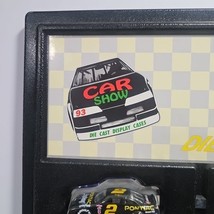 CAR
SHOW
93
DIE CAST DISPLAY CASES
2
PONTIAC